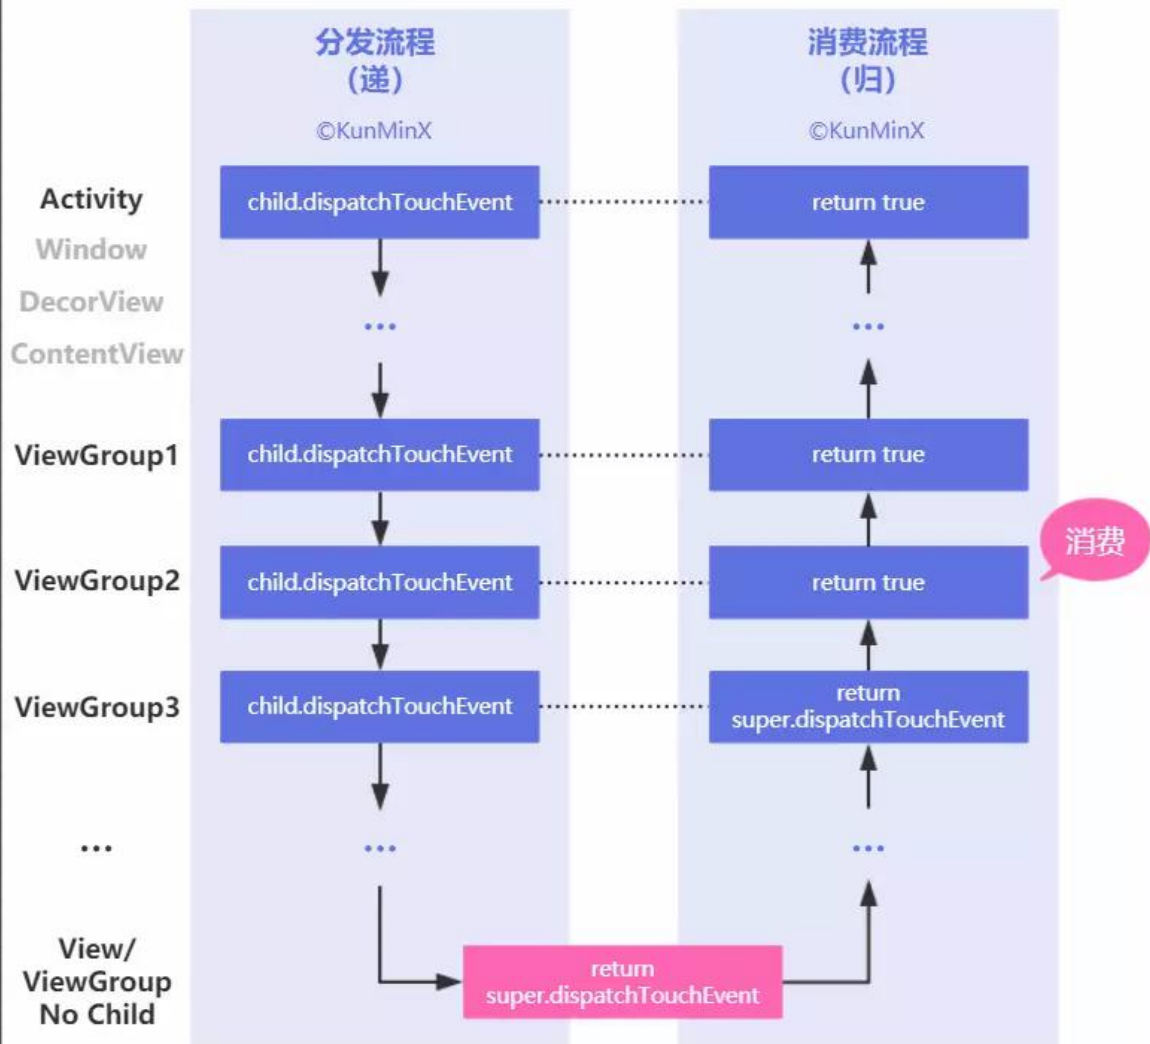 分发流程
(递)
©KunMinX
消费流程
(归)
©KunMinX
Activity
child.dispatchTouchEvent
return true
Window
DecorView
...
...
ContentView
ViewGroup1
child.dispatchTouchEvent
return true
消费
ViewGroup2
child.dispatchTouchEvent
return true
ViewGroup3
child.dispatchTouchEvent
return
super.dispatchTouchEvent
...
...
...
View/
ViewGroup
No Child
return
super.dispatchTouchEvent